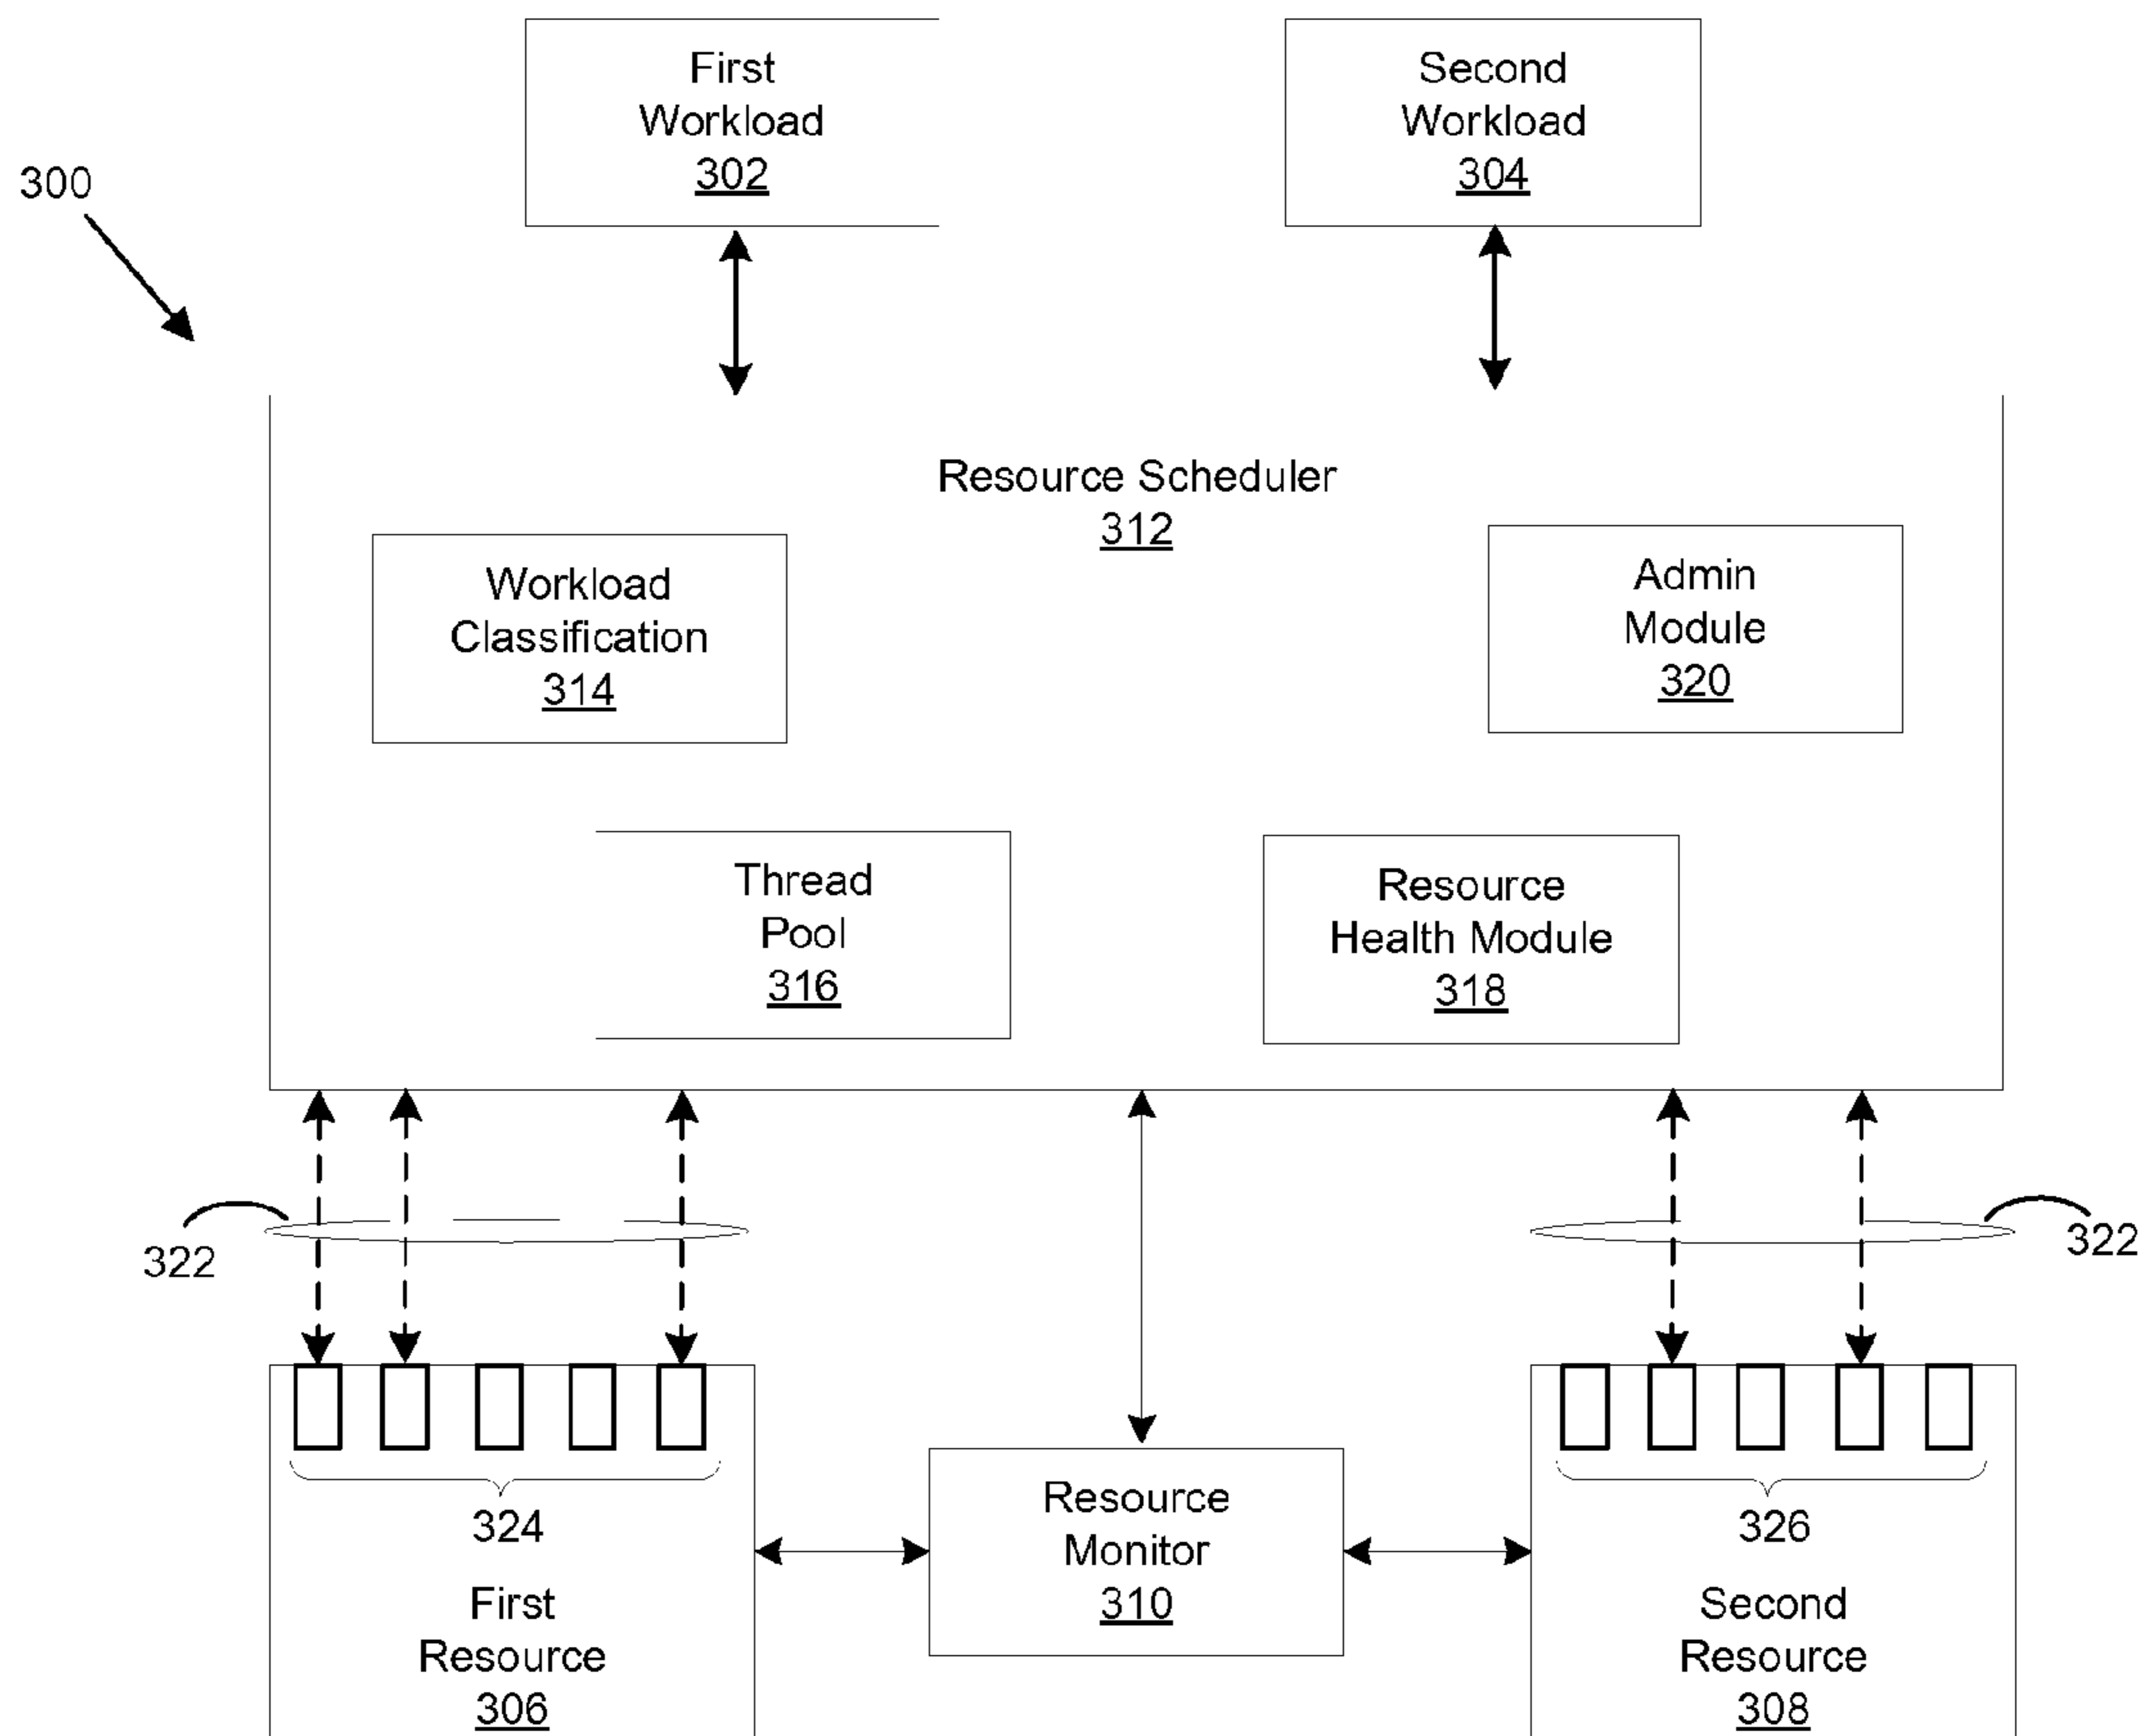 First
Workload
302
Second
Workload
304
300
Resource Scheduler
312
Workload
Classification
314
Admin
Module
320
Thread
Pool
316
Resource
Health Module
318
322
322
324
First
Resource
306
Resource
Monitor
310
326
Second
Resource
308